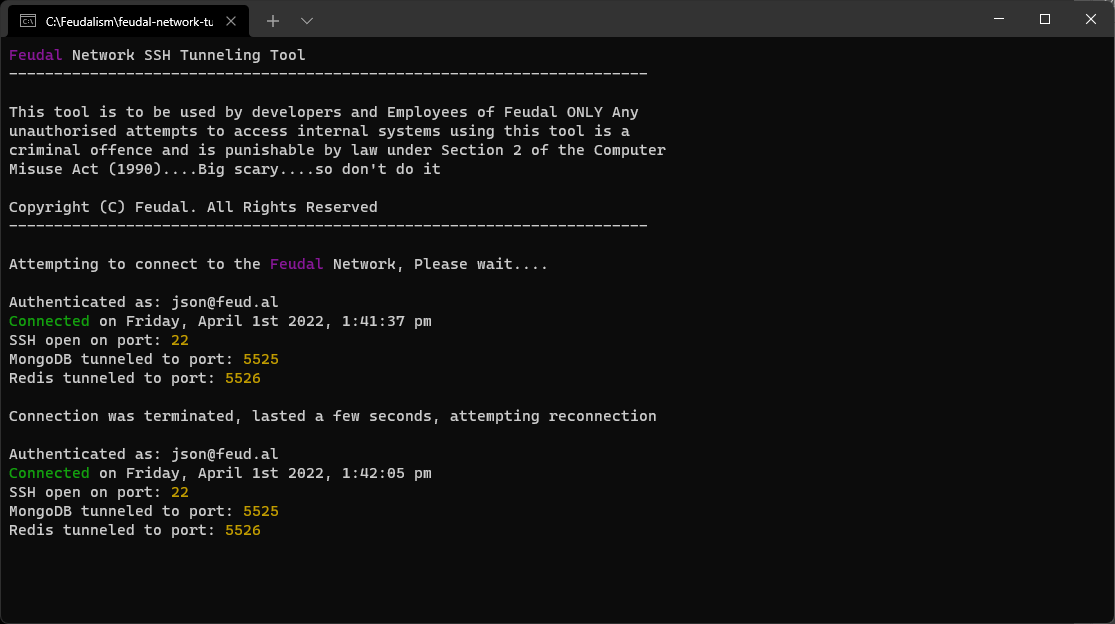 C:\Feudalism\feudal-network-tu
Feudal Network SSH Tunneling Tool
-----------------------------------------------------------------------
This tool is to be used by developers and Employees of Feudal ONLY Any
unauthorised attempts to access internal systems using this tool is a
criminal offence and is punishable by law under Section 2 of the Computer
Misuse Act (1990)....Big scary....so don't do it
Copyright (C) Feudal. All Rights Reserved
-----------------------------------------------------------------------
Attempting to connect to the Feudal Network, Please wait....
Authenticated as: json@feud.al
Connected on Friday, April 1st 2022, 1:41:37 pm
SSH open on port: 22
MongoDB tunneled to port: 5525
Redis tunneled to port: 5526
Connection was terminated, lasted a few seconds, attempting reconnection
Authenticated as: json@feud.al
Connected on Friday, April 1st 2022, 1:42:05 pm
SSH open on port: 22
MongoDB tunneled to port: 5525
Redis tunneled to port: 5526